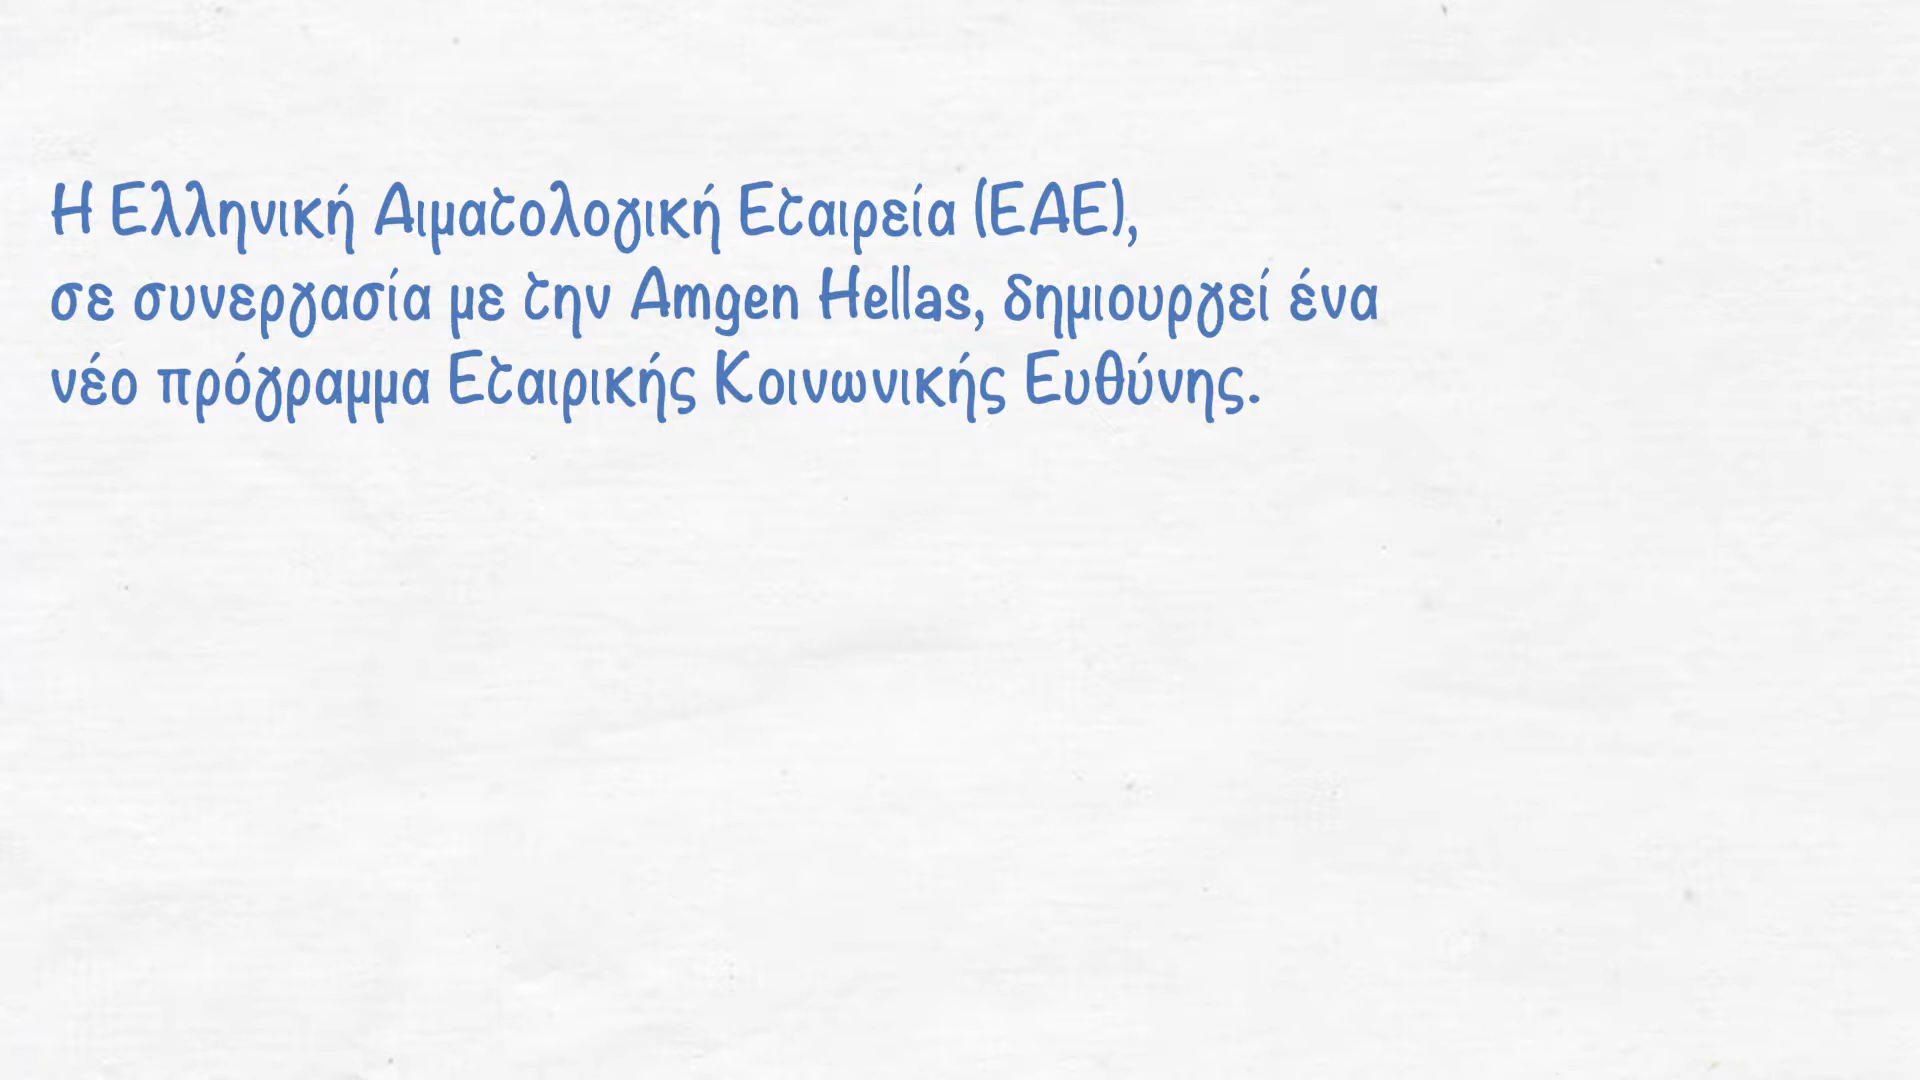 Η Ελληνική Αιματολογική Εταιρεία (ΕΑΕ),
σε συνεργασία με την Amgen Hellas, δημιουργεί ένα
νέο πρόγραμμα Εταιρικής Κοινωνικής Ευθύνης.